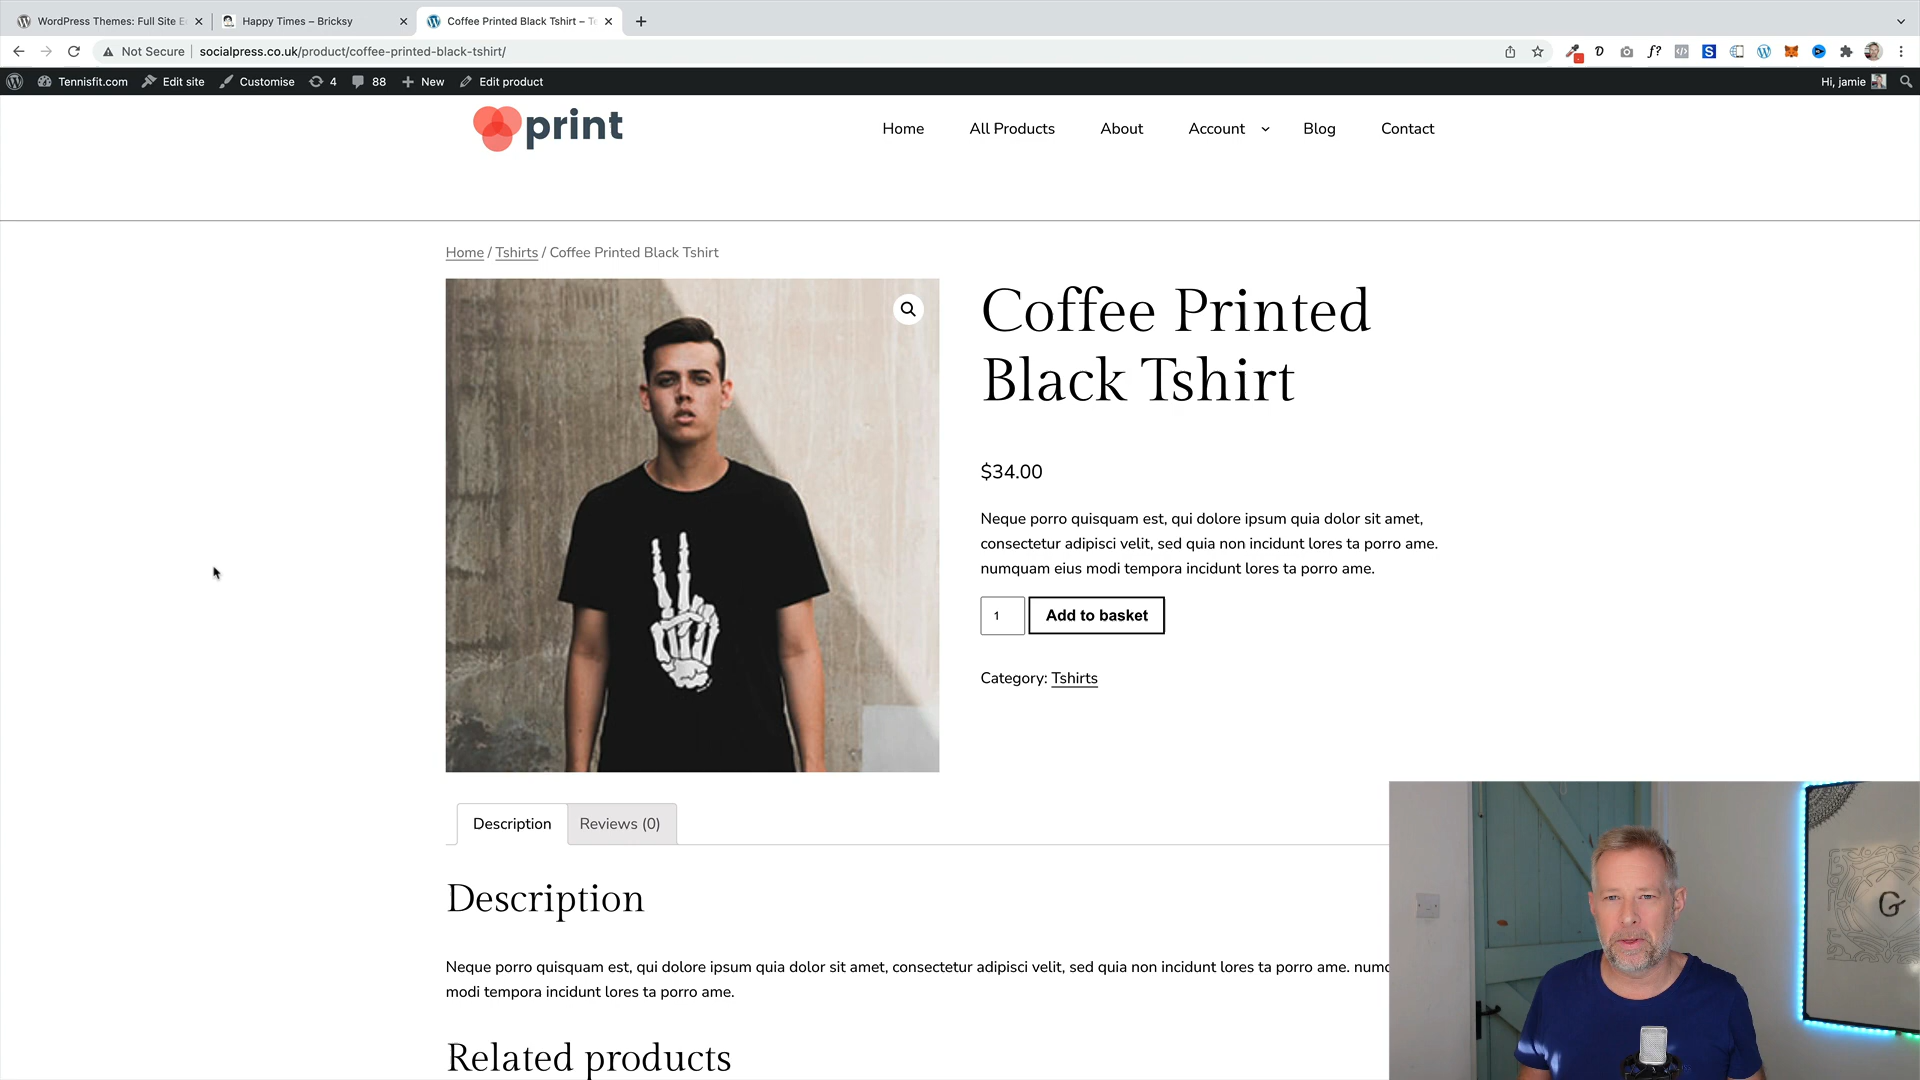 WordPress Themes: Full Site E
Happy Times – Bricksy
Coffee Printed Black Tshirt – Te
Not Secure
socialpress.co.uk/product/coffee-printed-black-tshirt/
Tennisfit.com
Edit site
Customise
4
88
New
Edit product
Hi, jamie
print
Home
All Products
About
Account
Blog
Contact
Home / Tshirts / Coffee Printed Black Tshirt
Coffee Printed
Black Tshirt
$34.00
Neque porro quisquam est, qui dolore ipsum quia dolor sit amet,
consectetur adipisci velit, sed quia non incidunt lores ta porro ame.
numquam eius modi tempora incidunt lores ta porro ame.
1
Add to basket
Category: Tshirts
Description
Reviews (0)
Description
Neque porro quisquam est, qui dolore ipsum quia dolor sit amet, consectetur adipisci velit, sed quia non incidunt lores ta porro ame. numq
modi tempora incidunt lores ta porro ame.
Related products
G